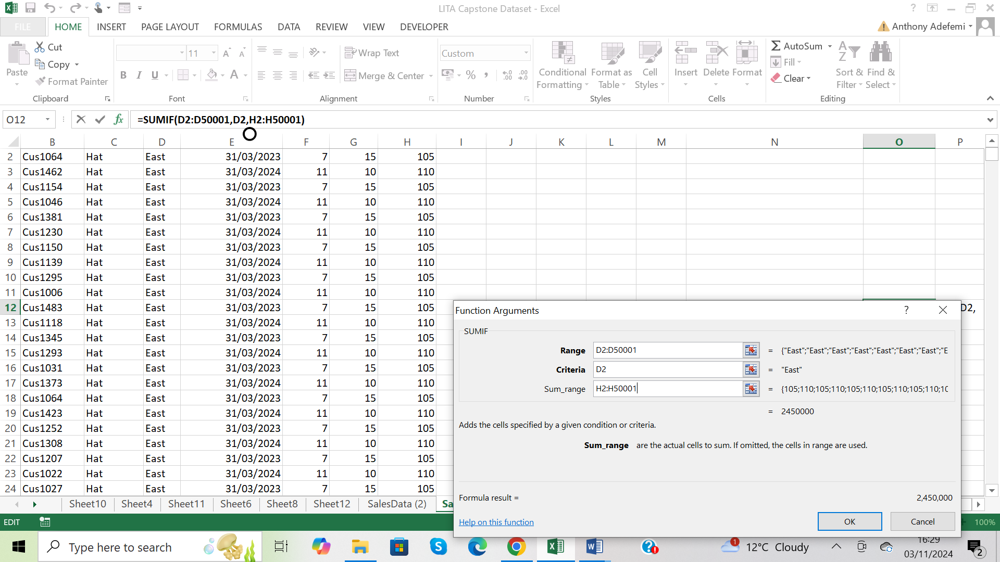 LITA Capstone Dataset - Excel
FILE HOME INSERT PAGE LAYOUT FORMULAS DATA REVIEW VIEW DEVELOPER Anthony Adefemi
Paste
Cut
Copy
Format Painter
Clipboard
11
B I U
Font
Wrap Text
Merge & Center
Alignment
Custom
%
Number
Conditional Formatting
Format as Table
Cell Styles
Styles
Insert
Delete
Format
Cells
AutoSum
Fill
Clear
Sort & Filter
Find & Select
Editing
O12 =SUMIF(D2:D50001,D2,H2:H50001)
B C D E F G H I J K L M N O P
2 Cus1064 Hat East 31/03/2023 7 15 105
3 Cus1462 Hat East 31/03/2024 11 10 110
4 Cus1154 Hat East 31/03/2023 7 15 105
5 Cus1046 Hat East 31/03/2024 11 10 110
6 Cus1381 Hat East 31/03/2023 7 15 105
7 Cus1230 Hat East 31/03/2024 11 10 110
8 Cus1150 Hat East 31/03/2023 7 15 105
9 Cus1139 Hat East 31/03/2024 11 10 110
10 Cus1295 Hat East 31/03/2023 7 15 105
11 Cus1006 Hat East 31/03/2024 11 10 110
12 Cus1483 Hat East 31/03/2023 7 15 105 D2,
13 Cus1118 Hat East 31/03/2024 11 10 110
14 Cus1345 Hat East 31/03/2023 7 15 105
15 Cus1293 Hat East 31/03/2024 11 10 110
16 Cus1031 Hat East 31/03/2023 7 15 105
17 Cus1373 Hat East 31/03/2024 11 10 110
18 Cus1064 Hat East 31/03/2023 7 15 105
19 Cus1423 Hat East 31/03/2024 11 10 110
20 Cus1252 Hat East 31/03/2023 7 15 105
21 Cus1308 Hat East 31/03/2024 11 10 110
22 Cus1207 Hat East 31/03/2023 7 15 105
23 Cus1022 Hat East 31/03/2024 11 10 110
24 Cus1027 Hat East 31/03/2023 7 15 105
Function Arguments
SUMIF
Range D2:D50001 = {"East";"East";"East";"East";"East";"East";"East";"E
Criteria D2 = "East"
Sum_range H2:H50001 = {105;110;105;110;105;110;105;110;105;110;10
= 2450000
Adds the cells specified by a given condition or criteria.
Sum_range are the actual cells to sum. If omitted, the cells in range are used.
Formula result = 2,450,000
Help on this function
OK Cancel
Sheet10 Sheet4 Sheet11 Sheet6 Sheet8 Sheet12 SalesData (2) Sa
EDIT 100%
Type here to search
1
12°C Cloudy
16:29
03/11/2024
2